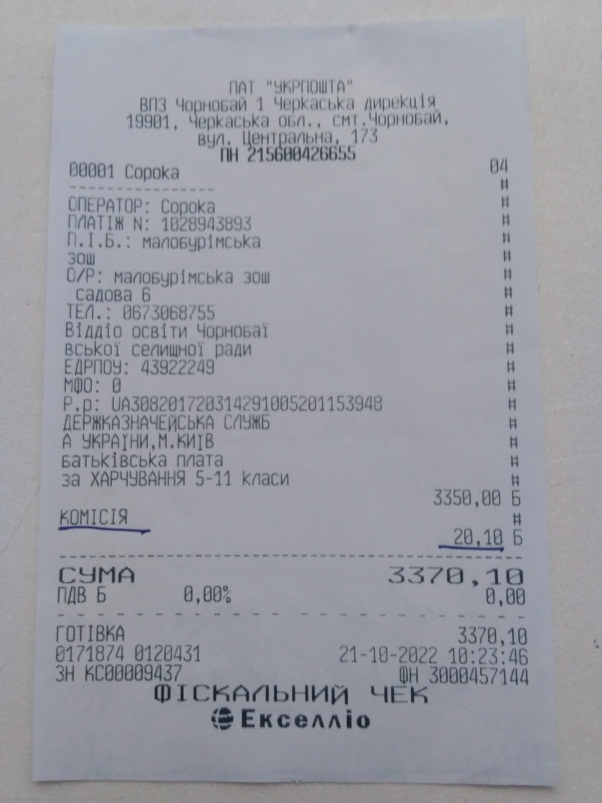 ПАТ "УКРПОШТА"
ВПЗ Чорнобай 1 Черкаська дирекція
19901, Черкаська обл., смт.Чорнобай,
вул. Центральна, 173
ПН 215600426655
00001 Сорока 04
#
ОПЕРАТОР: Сорока #
ПЛАТІЖ N: 1028943893 #
П.І.Б.: малобурімська #
зош #
О/Р: малобурімська зош #
садова 6 #
ТЕЛ.: 0673068755 #
Віддіо освіти Чорнобаї #
вської селищної ради #
ЕДРПОУ: 43922249 #
МФО: 0 #
Р.р: UA308201720314291005201153948 #
ДЕРЖКАЗНАЧЕЙСЬКА СЛУЖБ #
А УКРАЇНИ,М.КИЇВ #
батьківська плата #
за ХАРЧУВАННЯ 5-11 класи #
3350,00 Б
КОМІСІЯ #
20,10 Б
СУМА 3370,10
ПДВ Б 0,00% 0,00
ГОТІВКА 3370,10
0171874 0120431 21-10-2022 10:23:46
ЗН КС00009437 ФН 3000457144
ФІСКАЛЬНИЙ ЧЕК
Екселліо